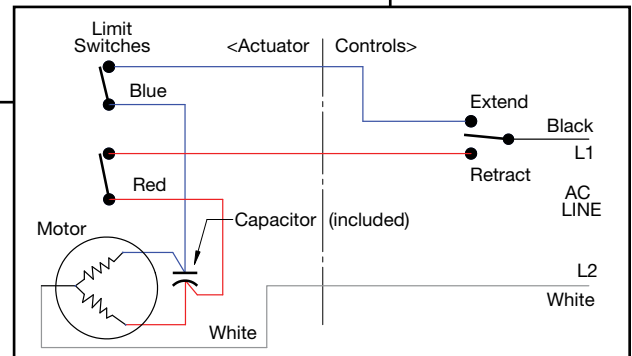 Limit
Switches
<Actuator
Controls>
Blue
Extend
Black
L1
Retract
Red
AC
LINE
Motor
Capacitor (included)
L2
White
White